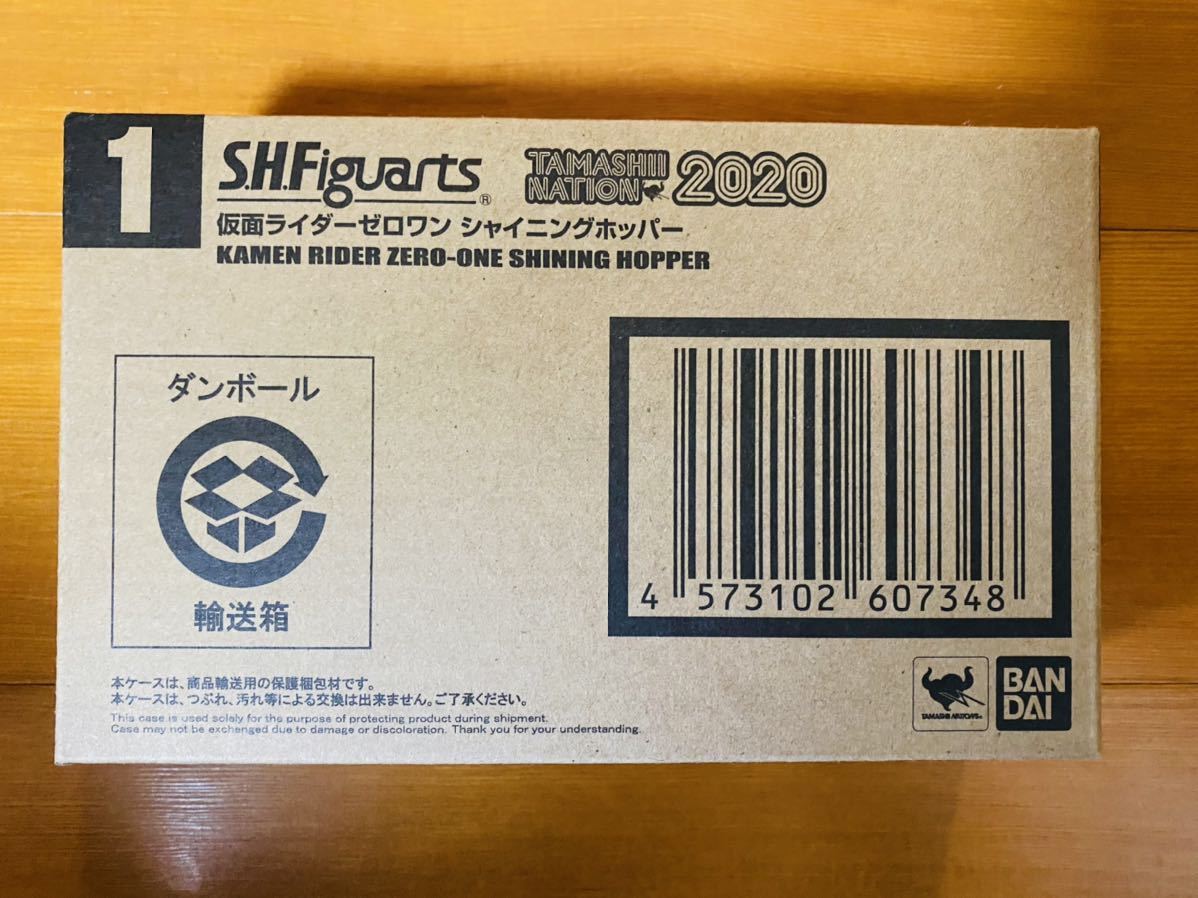 1
S.H.Figuarts®
TAMASHII NATION 2020
仮面ライダーゼロワン シャイニングホッパー
KAMEN RIDER ZERO-ONE SHINING HOPPER
ダンボール
輸送箱
4 573102 607348
本ケースは、商品輸送用の保護梱包材です。
本ケースは、つぶれ、汚れ等による交換は出来ません。ご了承ください。
This case is used solely for the purpose of protecting product during shipment.
Case may not be exchanged due to damage or discoloration. Thank you for your understanding.
TAMASHII NATIONS
BAN
DAI